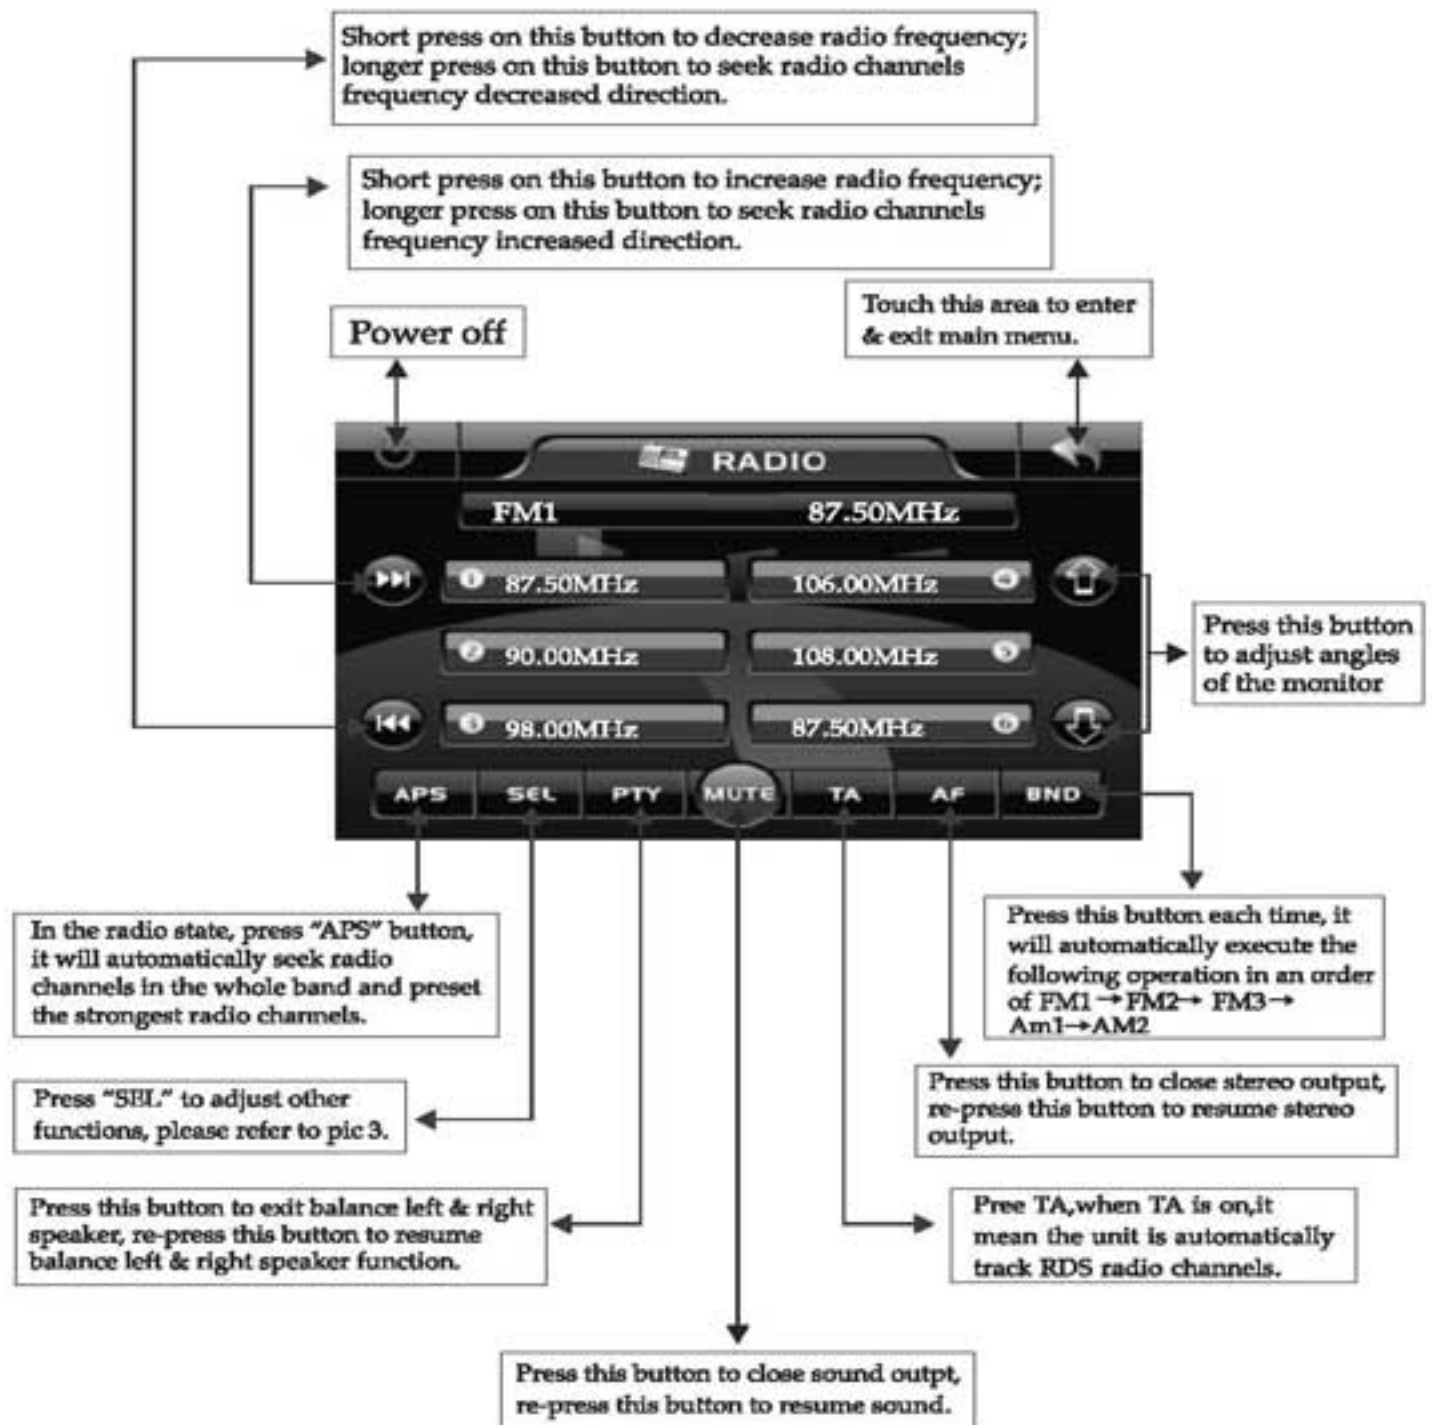 Short press on this button to decrease radio frequency;
longer press on this button to seek radio channels
frequency decreased direction.
Short press on this button to increase radio frequency;
longer press on this button to seek radio channels
frequency increased direction.
Power off
Touch this area to enter
& exit main menu.
RADIO
FM1 87.50MHz
1 87.50MHz 106.00MHz 4
2 90.00MHz 108.00MHz 5
3 98.00MHz 87.50MHz 6
Press this button
to adjust angles
of the monitor
APS SEL PTY MUTE TA AF BND
In the radio state, press "APS" button,
it will automatically seek radio
channels in the whole band and preset
the strongest radio channels.
Press this button each time, it
will automatically execute the
following operation in an order
of FM1→FM2→ FM3→
Am1→AM2
Press "SEL" to adjust other
functions, please refer to pic 3.
Press this button to close stereo output,
re-press this button to resume stereo
output.
Press this button to exit balance left & right
speaker, re-press this button to resume
balance left & right speaker function.
Pree TA,when TA is on,it
mean the unit is automatically
track RDS radio channels.
Press this button to close sound outpt,
re-press this button to resume sound.